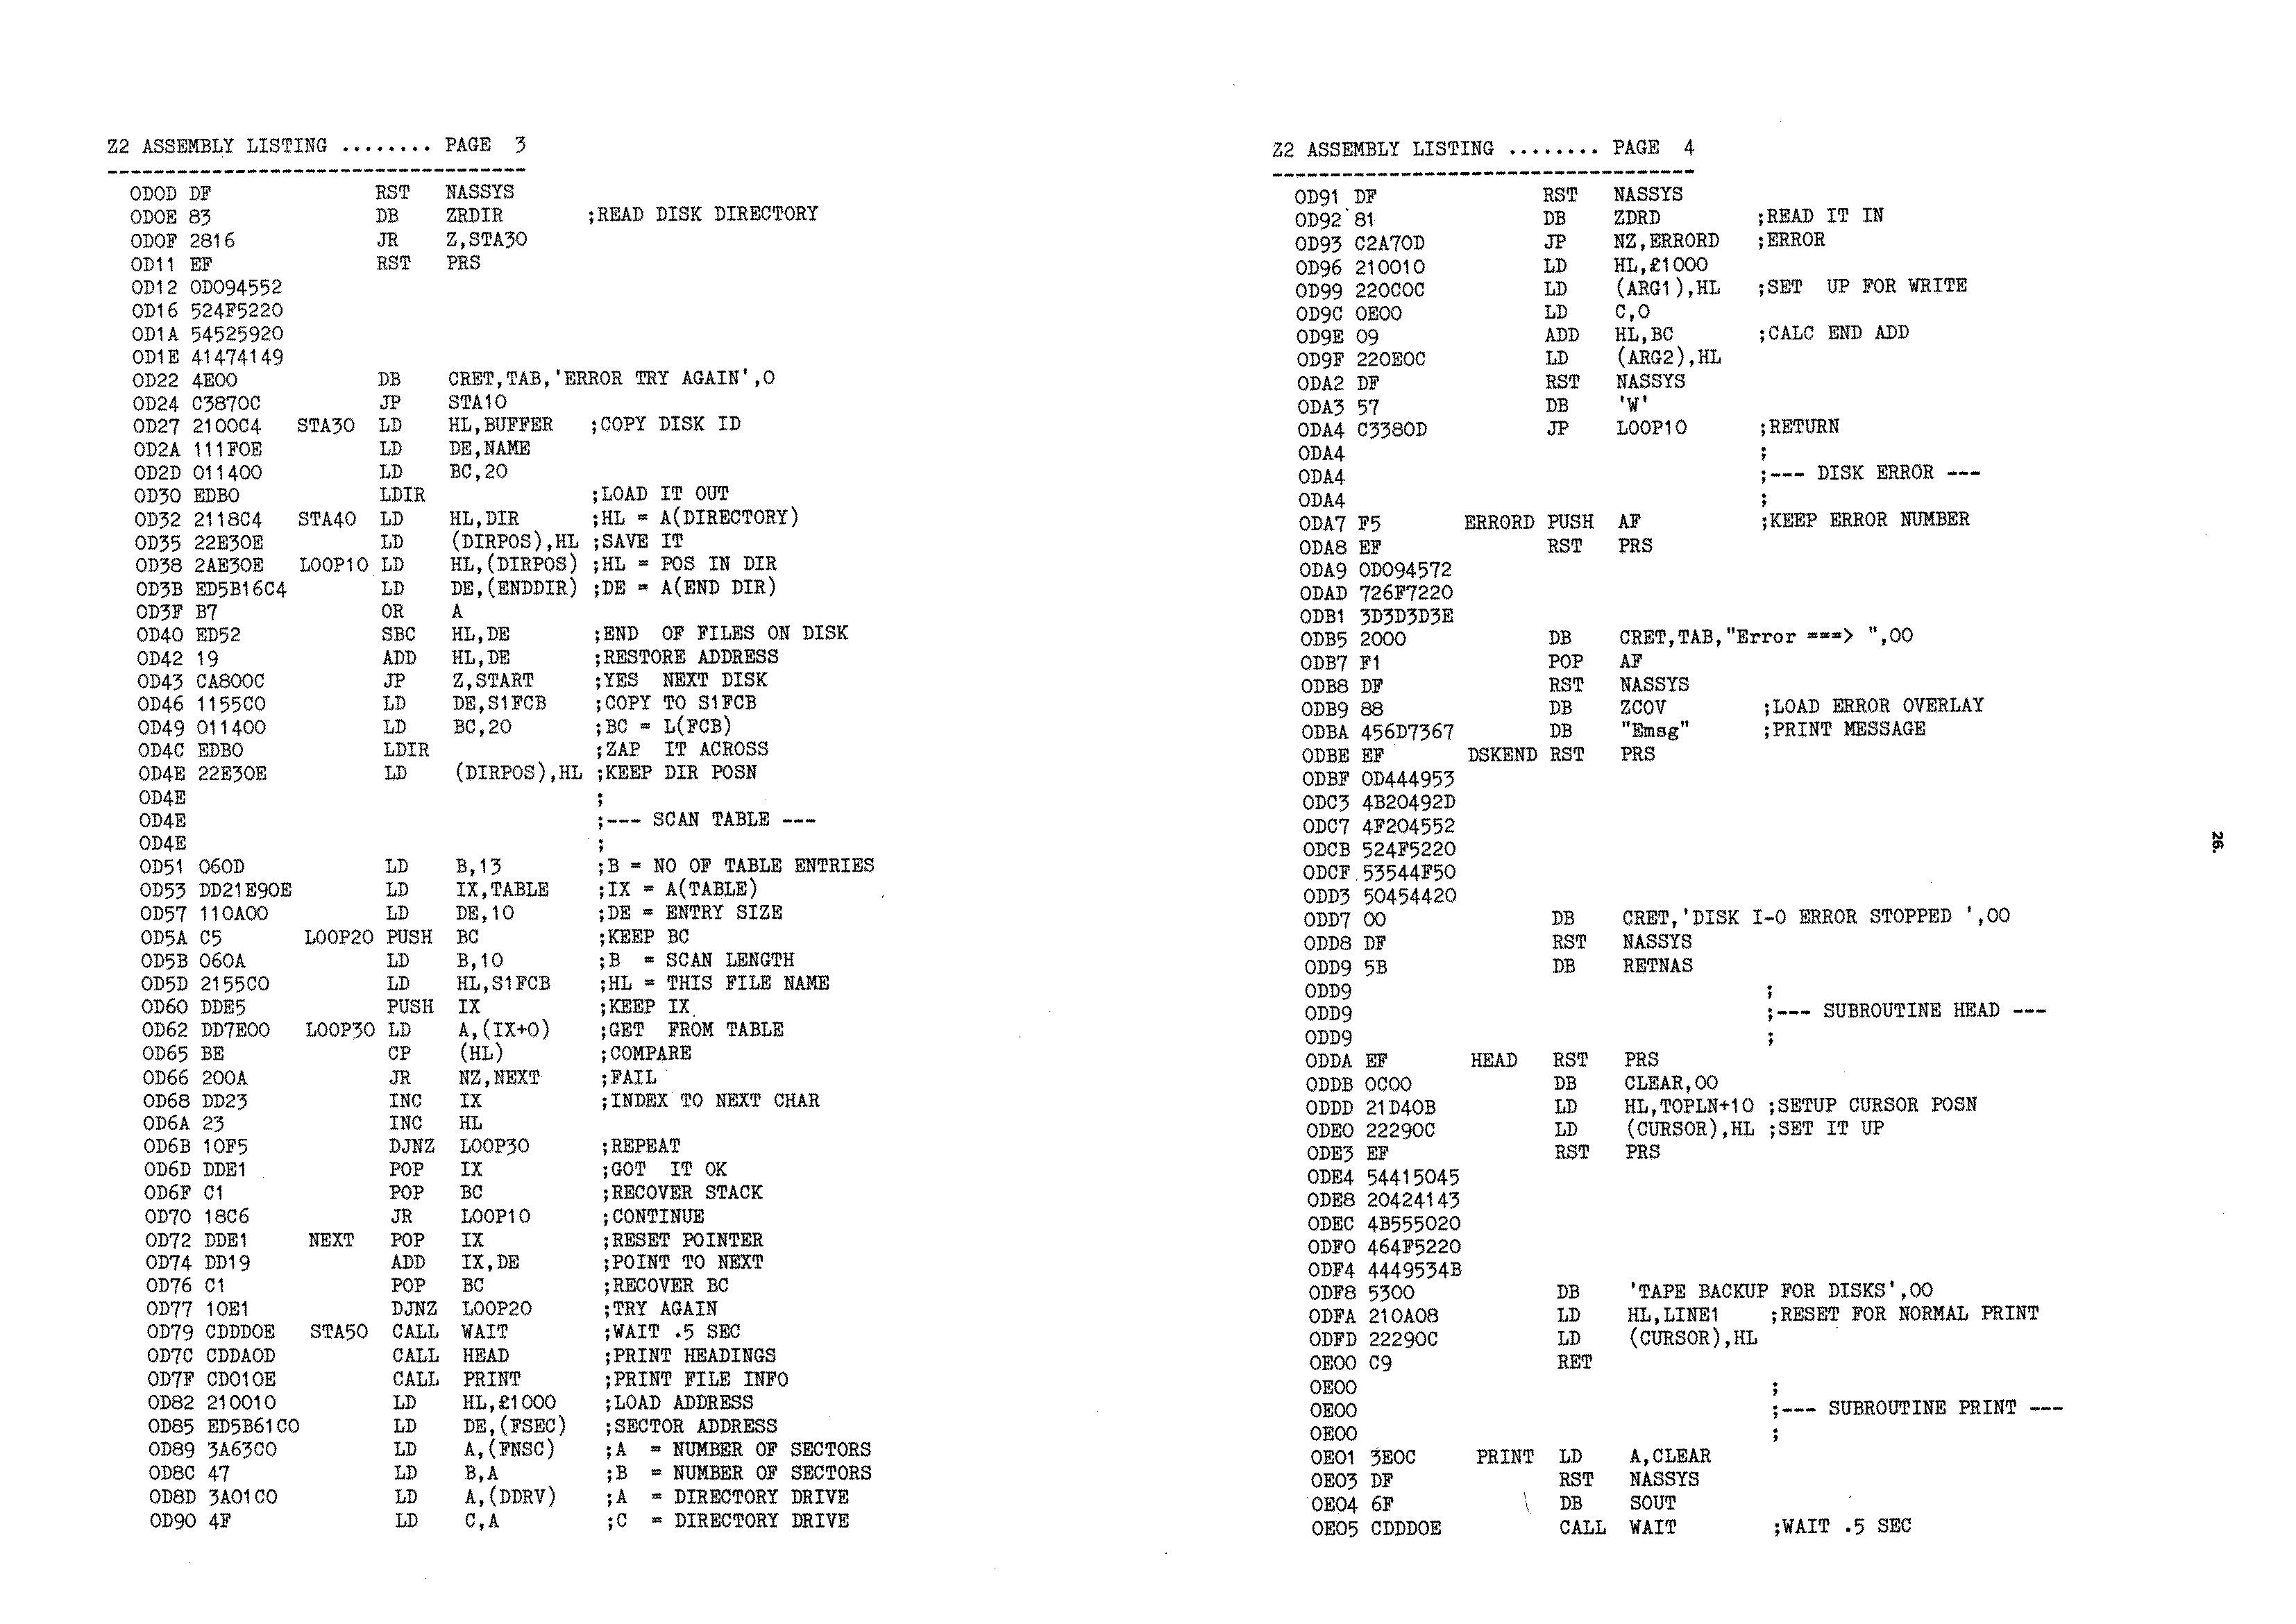 Z2 ASSEMBLY LISTING ........ PAGE  3
------------------------------------
0D0D DF              RST   NASSYS
0D0E 83              DB    ZRDIR       ;READ DISK DIRECTORY
0D0F 2816            JR    Z,STA30
0D11 EF              RST   PRS
0D12 0D094552
0D16 524F5220
0D1A 54525920
0D1E 41474149
0D22 4E00            DB    CRET,TAB,'ERROR TRY AGAIN',0
0D24 C3870C          JP    STA10
0D27 2100C4   STA30  LD    HL,BUFFER   ;COPY DISK ID
0D2A 111F0E          LD    DE,NAME
0D2D 011400          LD    BC,20
0D30 EDB0            LDIR              ;LOAD IT OUT
0D32 2118C4   STA40  LD    HL,DIR      ;HL = A(DIRECTORY)
0D35 22E30E          LD    (DIRPOS),HL ;SAVE IT
0D38 2AE30E   LOOP10 LD    HL,(DIRPOS) ;HL = POS IN DIR
0D3B ED5B16C4        LD    DE,(ENDDIR) ;DE = A(END DIR)
0D3F B7              OR    A
0D40 ED52            SBC   HL,DE       ;END  OF FILES ON DISK
0D42 19              ADD   HL,DE       ;RESTORE ADDRESS
0D43 CA800C          JP    Z,START     ;YES  NEXT DISK
0D46 1155C0          LD    DE,S1FCB    ;COPY TO S1FCB
0D49 011400          LD    BC,20       ;BC = L(FCB)
0D4C EDB0            LDIR              ;ZAP  IT ACROSS
0D4E 22E30E          LD    (DIRPOS),HL ;KEEP DIR POSN
0D4E                                   ;
0D4E                                   ;--- SCAN TABLE ---
0D4E                                   ;
0D51 060D            LD    B,13        ;B = NO OF TABLE ENTRIES
0D53 DD21E90E        LD    IX,TABLE    ;IX = A(TABLE)
0D57 110A00          LD    DE,10       ;DE = ENTRY SIZE
0D5A C5       LOOP20 PUSH  BC          ;KEEP BC
0D5B 060A            LD    B,10        ;B  = SCAN LENGTH
0D5D 2155C0          LD    HL,S1FCB    ;HL = THIS FILE NAME
0D60 DDE5            PUSH  IX          ;KEEP IX
0D62 DD7E00   LOOP30 LD    A,(IX+0)    ;GET  FROM TABLE
0D65 BE              CP    (HL)        ;COMPARE
0D66 200A            JR    NZ,NEXT     ;FAIL
0D68 DD23            INC   IX          ;INDEX TO NEXT CHAR
0D6A 23              INC   HL
0D6B 10F5            DJNZ  LOOP30      ;REPEAT
0D6D DDE1            POP   IX          ;GOT  IT OK
0D6F C1              POP   BC          ;RECOVER STACK
0D70 18C6            JR    LOOP10      ;CONTINUE
0D72 DDE1     NEXT   POP   IX          ;RESET POINTER
0D74 DD19            ADD   IX,DE       ;POINT TO NEXT
0D76 C1              POP   BC          ;RECOVER BC
0D77 10E1            DJNZ  LOOP20      ;TRY AGAIN
0D79 CDDD0E   STA50  CALL  WAIT        ;WAIT .5 SEC
0D7C CDDA0D          CALL  HEAD        ;PRINT HEADINGS
0D7F CD010E          CALL  PRINT       ;PRINT FILE INFO
0D82 210010          LD    HL,£1000    ;LOAD ADDRESS
0D85 ED5B61C0        LD    DE,(FSEC)   ;SECTOR ADDRESS
0D89 3A63C0          LD    A,(FNSC)    ;A  = NUMBER OF SECTORS
0D8C 47              LD    B,A         ;B  = NUMBER OF SECTORS
0D8D 3A01C0          LD    A,(DDRV)    ;A  = DIRECTORY DRIVE
0D90 4F              LD    C,A         ;C  = DIRECTORY DRIVE
Z2 ASSEMBLY LISTING ........ PAGE  4
------------------------------------
0D91 DF              RST   NASSYS
0D92 81              DB    ZDRD        ;READ IT IN
0D93 C2A70D          JP    NZ,ERRORD   ;ERROR
0D96 210010          LD    HL,£1000
0D99 220C0C          LD    (ARG1),HL   ;SET  UP FOR WRITE
0D9C 0E00            LD    C,0
0D9E 09              ADD   HL,BC       ;CALC END ADD
0D9F 220E0C          LD    (ARG2),HL
0DA2 DF              RST   NASSYS
0DA3 57              DB    'W'
0DA4 C3380D          JP    LOOP10      ;RETURN
0DA4                                   ;
0DA4                                   ;--- DISK ERROR ---
0DA4                                   ;
0DA7 F5       ERRORD PUSH  AF          ;KEEP ERROR NUMBER
0DA8 EF              RST   PRS
0DA9 0D094572
0DAD 726F7220
0DB1 3D3D3D3E
0DB5 2000            DB    CRET,TAB,"Error ===> ",00
0DB7 F1              POP   AF
0DB8 DF              RST   NASSYS
0DB9 88              DB    ZCOV        ;LOAD ERROR OVERLAY
0DBA 456D7367        DB    "Emsg"      ;PRINT MESSAGE
0DBE EF       DSKEND RST   PRS
0DBF 0D444953
0DC3 4B20492D
0DC7 4F204552
0DCB 524F5220
0DCF 53544F50
0DD3 50454420
0DD7 00              DB    CRET,'DISK I-O ERROR STOPPED ',00
0DD8 DF              RST   NASSYS
0DD9 5B              DB    RETNAS
0DD9                                   ;
0DD9                                   ;--- SUBROUTINE HEAD ---
0DD9                                   ;
0DDA EF       HEAD   RST   PRS
0DDB 0C00            DB    CLEAR,00
0DDD 21D40B          LD    HL,TOPLN+10 ;SETUP CURSOR POSN
0DE0 22290C          LD    (CURSOR),HL ;SET IT UP
0DE3 EF              RST   PRS
0DE4 54415045
0DE8 20424143
0DEC 4B555020
0DF0 464F5220
0DF4 4449534B
0DF8 5300            DB    'TAPE BACKUP FOR DISKS',00
0DFA 210A08          LD    HL,LINE1    ;RESET FOR NORMAL PRINT
0DFD 22290C          LD    (CURSOR),HL
0E00 C9              RET
0E00                                   ;
0E00                                   ;--- SUBROUTINE PRINT ---
0E00                                   ;
0E01 3E0C     PRINT  LD    A,CLEAR
0E03 DF              RST   NASSYS
0E04 6F              DB    SOUT
0E05 CDDD0E          CALL  WAIT        ;WAIT .5 SEC
26.